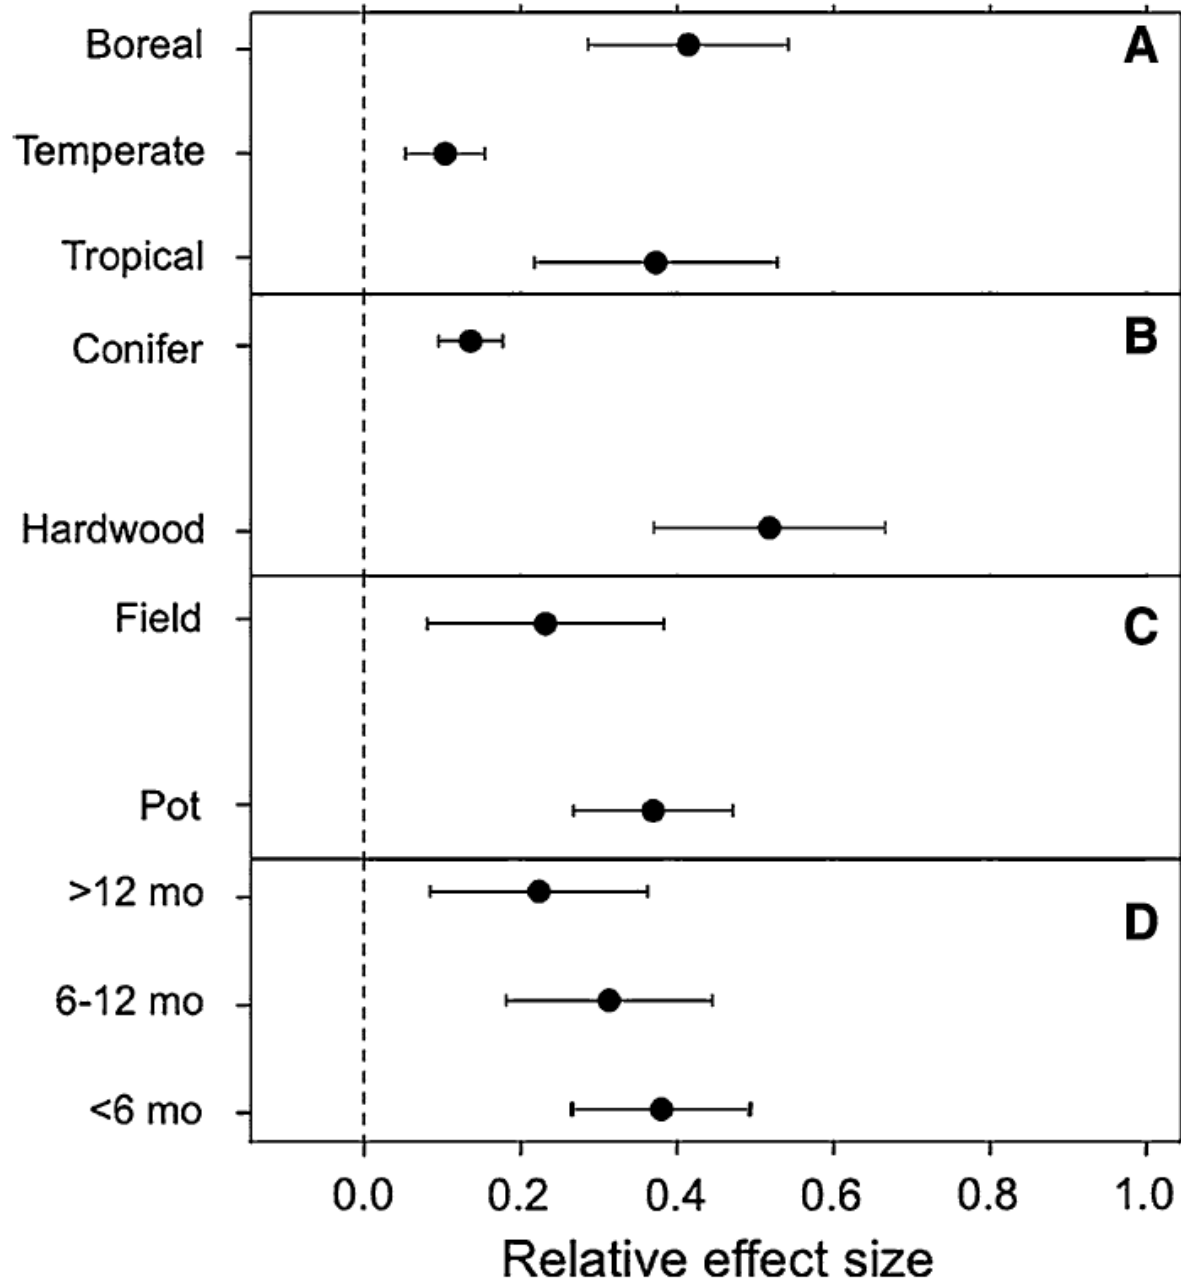 Boreal
A
Temperate
Tropical
Conifer
B
Hardwood
Field
C
Pot
>12 mo
D
6-12 mo
<6 mo
0.0 0.2 0.4 0.6 0.8 1.0
Relative effect size